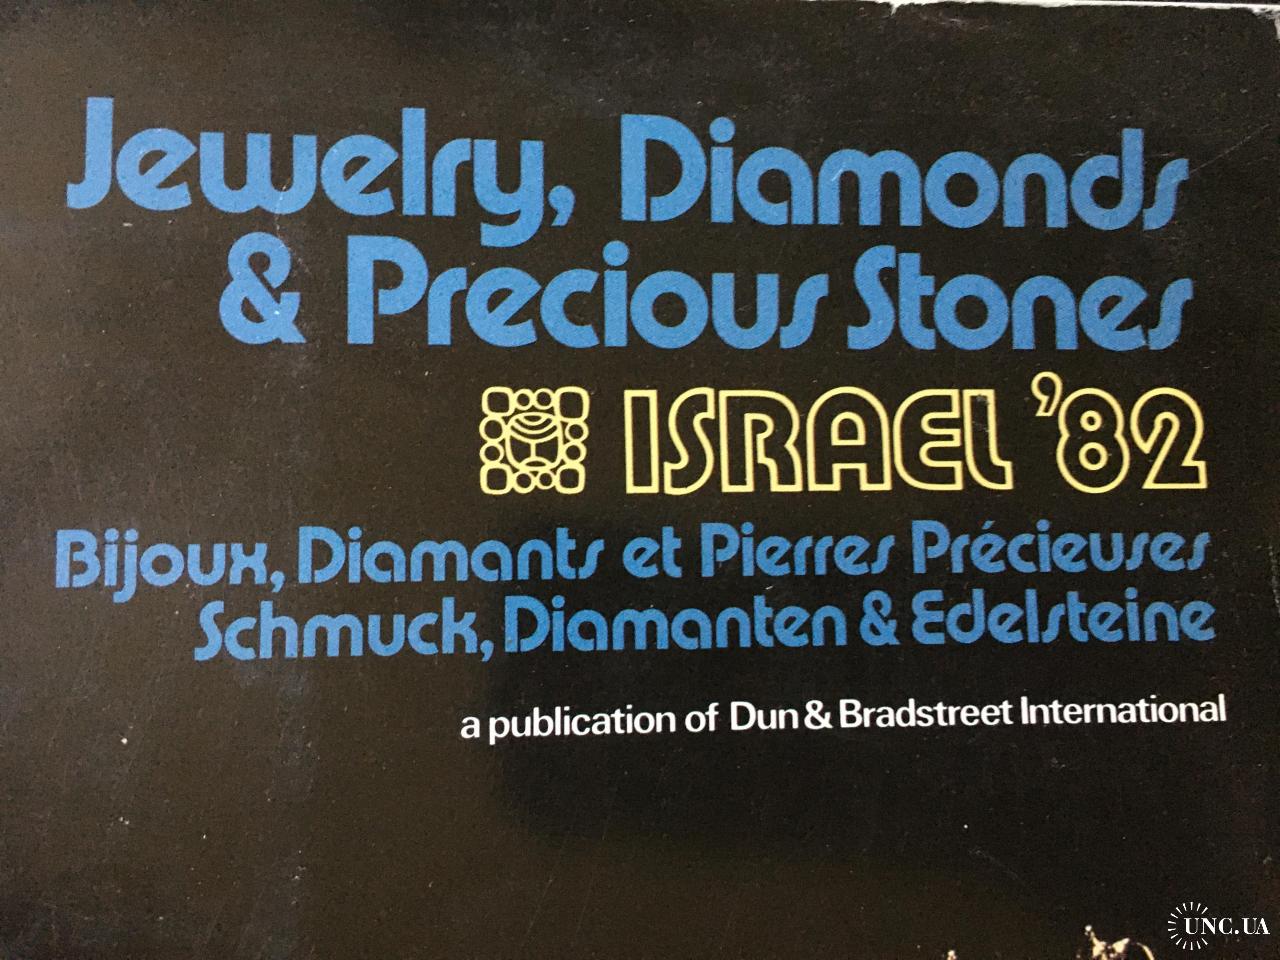 Jewelry, Diamonds
& Precious Stones
ISRAEL '82
Bijoux, Diamants et Pierres Précieuses
Schmuck, Diamanten & Edelsteine
a publication of Dun & Bradstreet International
UNC.UA